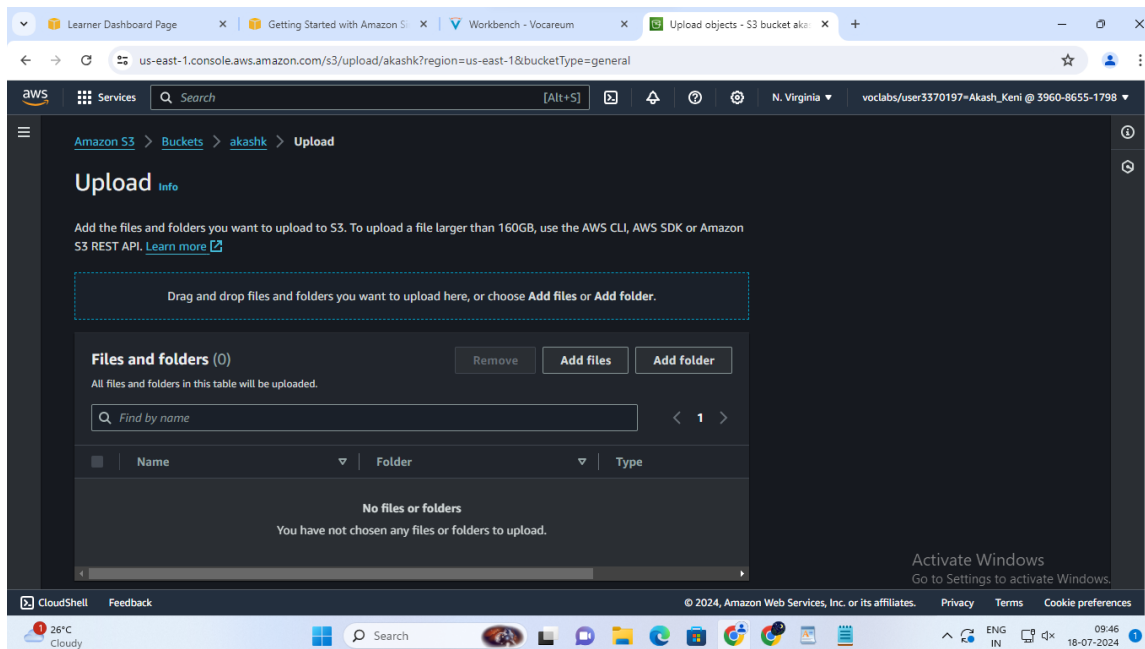 Learner Dashboard Page
Getting Started with Amazon Si
Workbench - Vocareum
Upload objects - S3 bucket aka
us-east-1.console.aws.amazon.com/s3/upload/akashk?region=us-east-1&bucketType=general
aws
Services
Search
[Alt+S]
N. Virginia
voclabs/user3370197=Akash_Keni @ 3960-8655-1798
Amazon S3
Buckets
akashk
Upload
Upload Info
Add the files and folders you want to upload to S3. To upload a file larger than 160GB, use the AWS CLI, AWS SDK or Amazon
S3 REST API. Learn more
Drag and drop files and folders you want to upload here, or choose Add files or Add folder.
Files and folders (0)
Remove
Add files
Add folder
All files and folders in this table will be uploaded.
Find by name
1
Name
Folder
Type
No files or folders
You have not chosen any files or folders to upload.
Activate Windows
Go to Settings to activate Windows.
CloudShell
Feedback
© 2024, Amazon Web Services, Inc. or its affiliates.
Privacy
Terms
Cookie preferences
1
26°C
Cloudy
Search
ENG
IN
09:46
18-07-2024
1